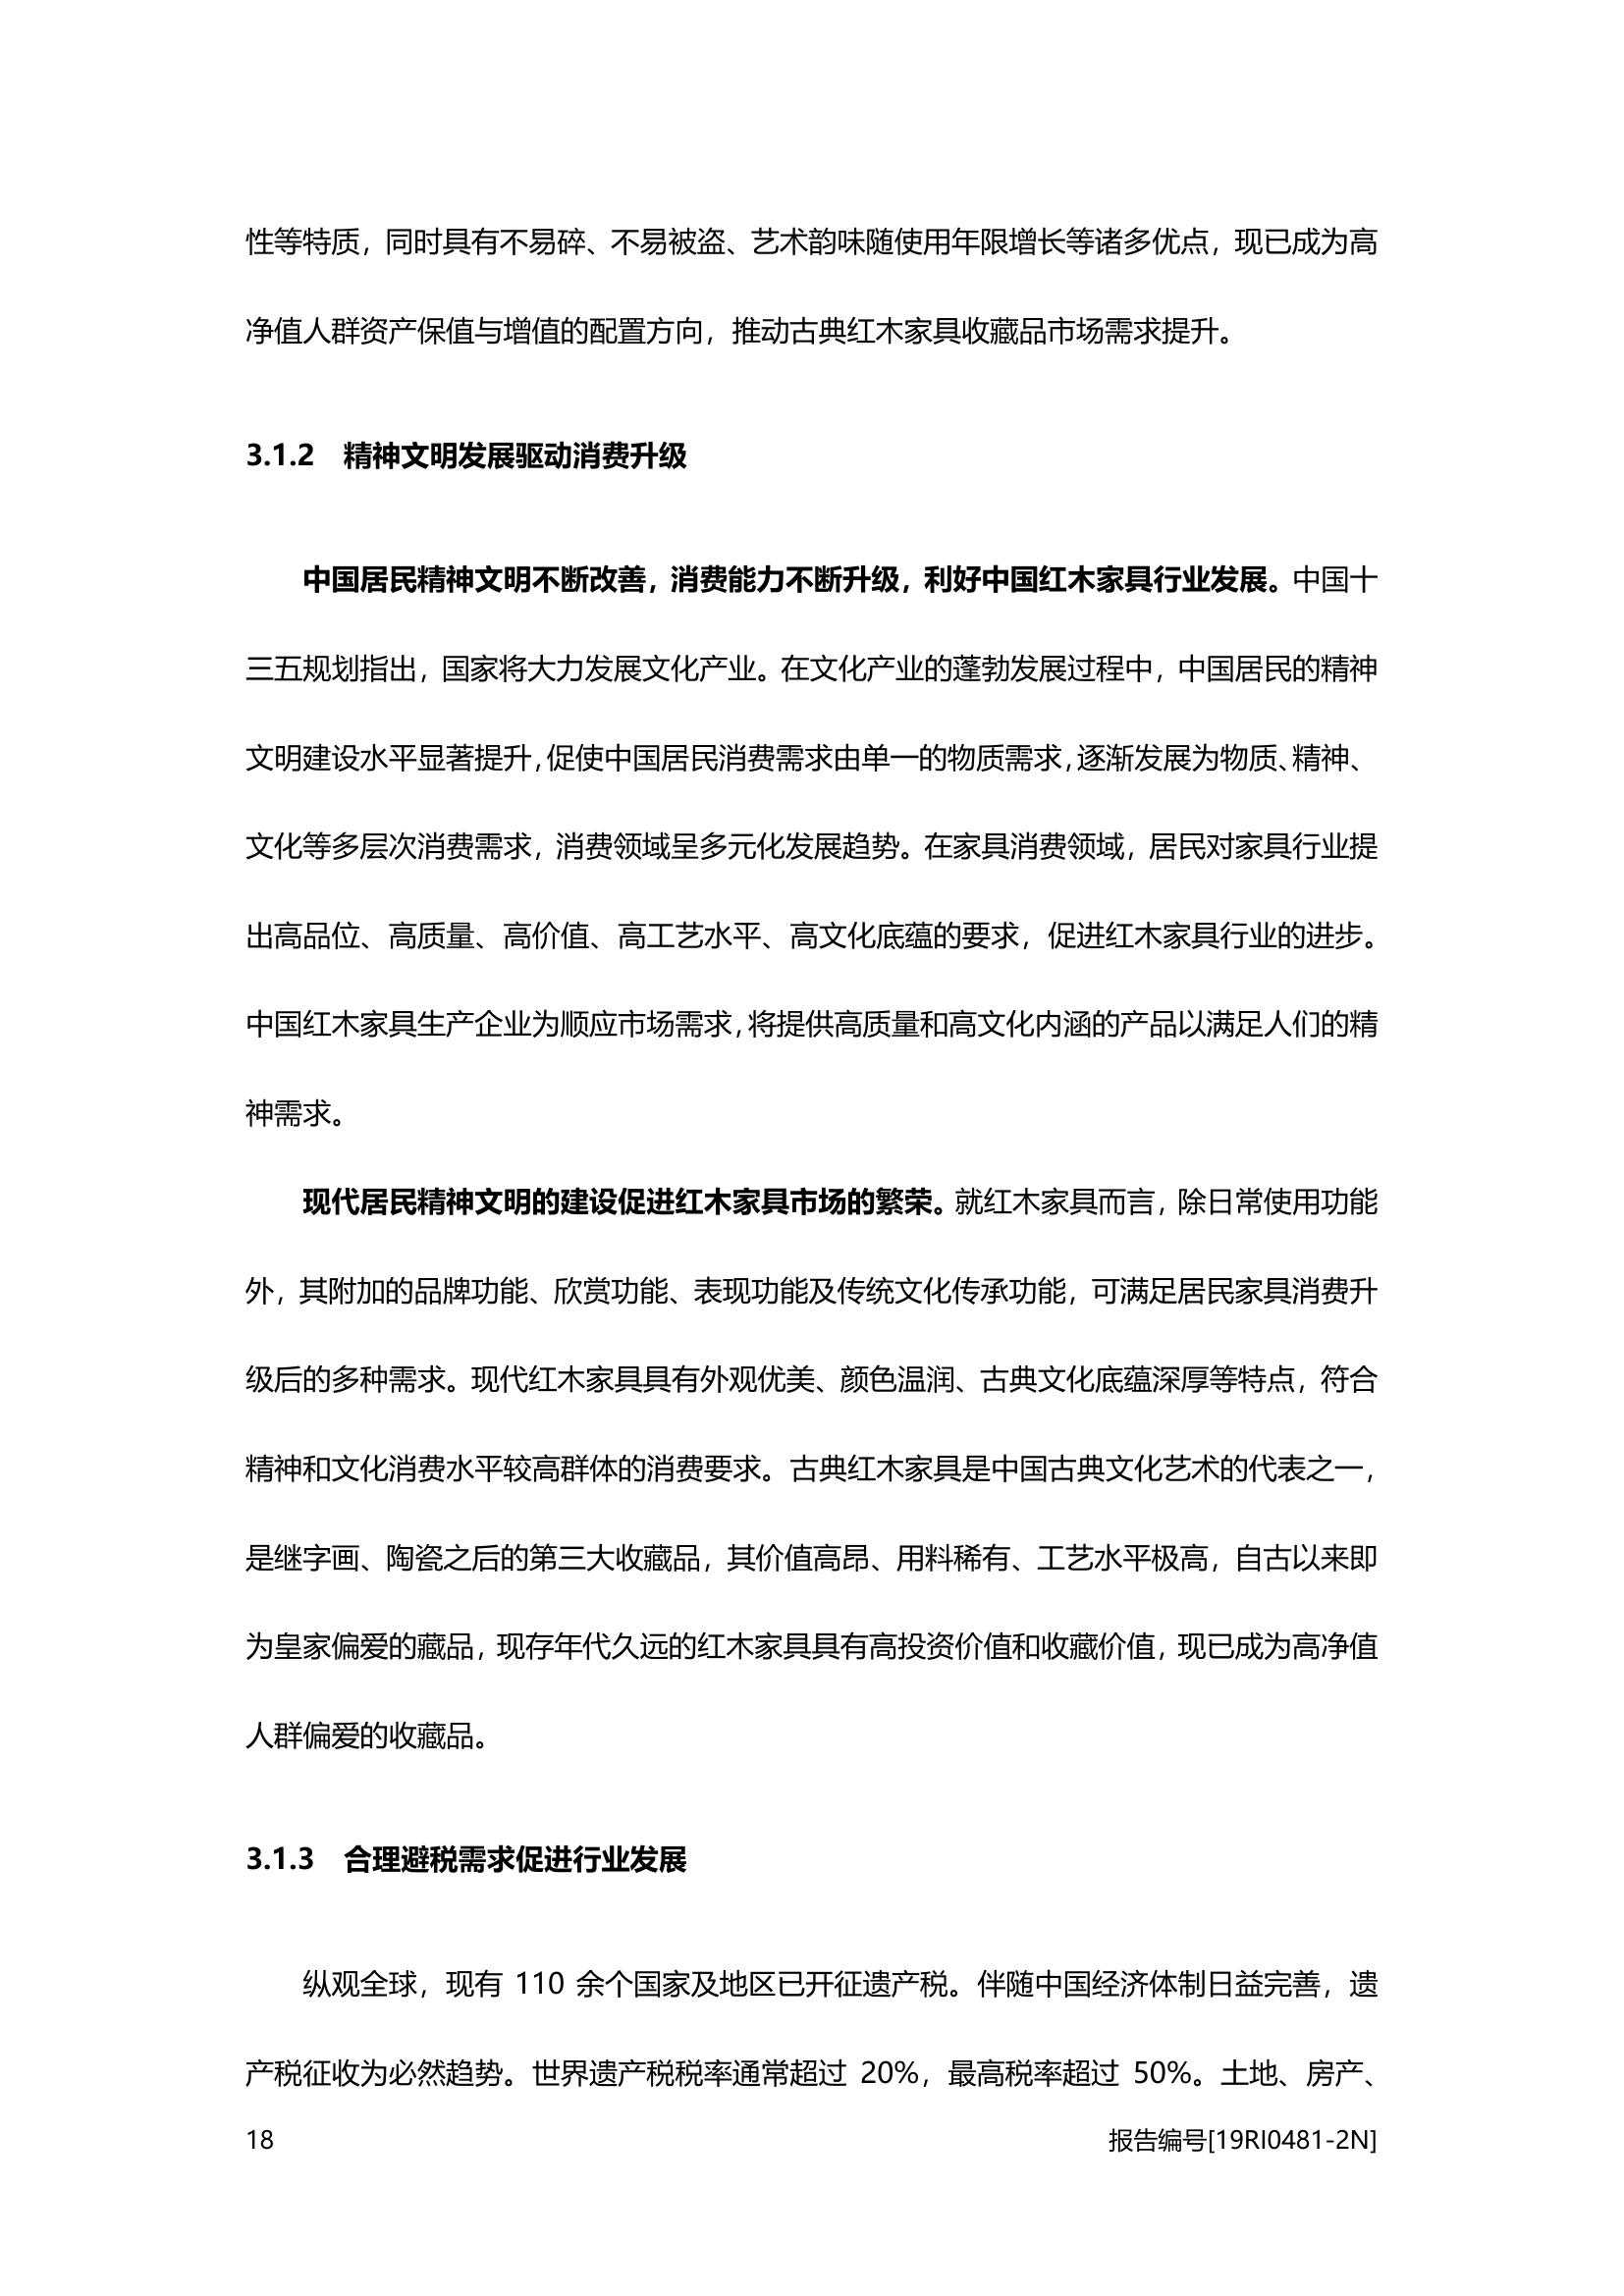 性等特质，同时具有不易碎、不易被盗、艺术韵味随使用年限增长等诸多优点，现已成为高
净值人群资产保值与增值的配置方向，推动古典红木家具收藏品市场需求提升。
3.1.2 精神文明发展驱动消费升级
中国居民精神文明不断改善，消费能力不断升级，利好中国红木家具行业发展。中国十
三五规划指出，国家将大力发展文化产业。在文化产业的蓬勃发展过程中，中国居民的精神
文明建设水平显著提升，促使中国居民消费需求由单一的物质需求，逐渐发展为物质、精神、
文化等多层次消费需求，消费领域呈多元化发展趋势。在家具消费领域，居民对家具行业提
出高品位、高质量、高价值、高工艺水平、高文化底蕴的要求，促进红木家具行业的进步。
中国红木家具生产企业为顺应市场需求，将提供高质量和高文化内涵的产品以满足人们的精
神需求。
现代居民精神文明的建设促进红木家具市场的繁荣。就红木家具而言，除日常使用功能
外，其附加的品牌功能、欣赏功能、表现功能及传统文化传承功能，可满足居民家具消费升
级后的多种需求。现代红木家具具有外观优美、颜色温润、古典文化底蕴深厚等特点，符合
精神和文化消费水平较高群体的消费要求。古典红木家具是中国古典文化艺术的代表之一，
是继字画、陶瓷之后的第三大收藏品，其价值高昂、用料稀有、工艺水平极高，自古以来即
为皇家偏爱的藏品，现存年代久远的红木家具具有高投资价值和收藏价值，现已成为高净值
人群偏爱的收藏品。
3.1.3 合理避税需求促进行业发展
纵观全球，现有 110 余个国家及地区已开征遗产税。伴随中国经济体制日益完善，遗
产税征收为必然趋势。世界遗产税税率通常超过 20%，最高税率超过 50%。土地、房产、
18 报告编号[19RI0481-2N]